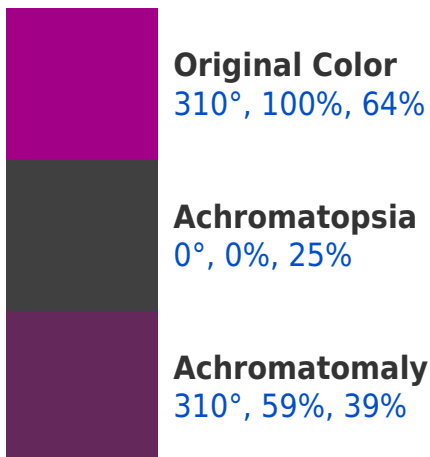 Original Color
310°, 100%, 64%
Achromatopsia
0°, 0%, 25%
Achromatomaly
310°, 59%, 39%